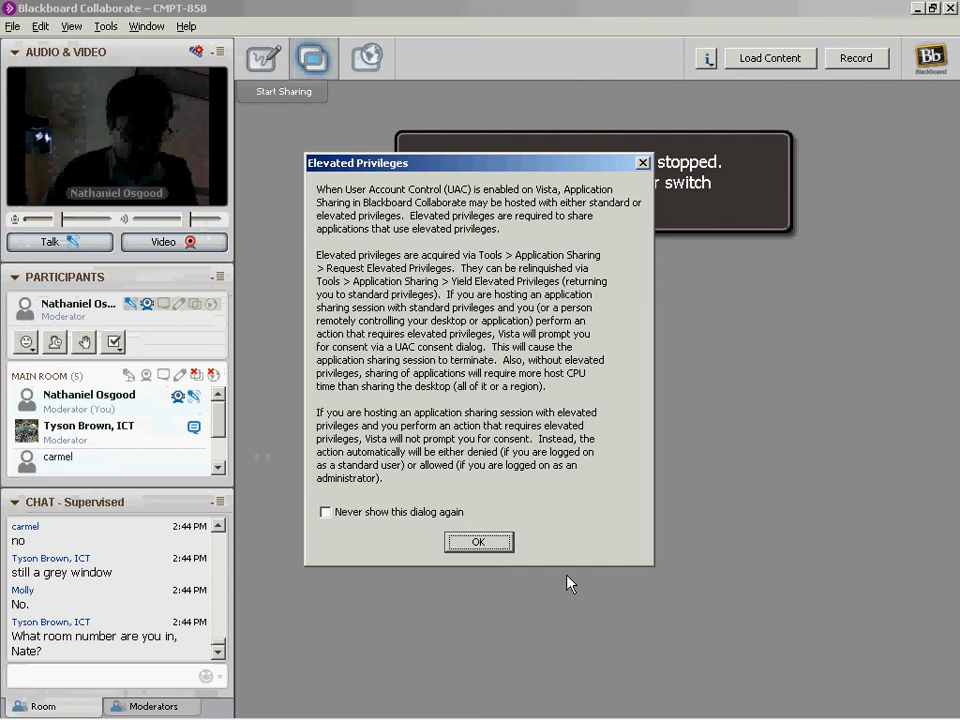 Blackboard Collaborate – CMPT-858
File Edit View Tools Window Help
AUDIO & VIDEO
Nathaniel Osgood
Talk
Video
PARTICIPANTS
Nathaniel Os...
Moderator
MAIN ROOM (5)
Nathaniel Osgood
Moderator (You)
Tyson Brown, ICT
Moderator
carmel
CHAT - Supervised
carmel 2:44 PM
no
Tyson Brown, ICT 2:44 PM
still a grey window
Molly 2:44 PM
No.
Tyson Brown, ICT 2:44 PM
What room number are you in,
Nate?
Room
Moderators
Start Sharing
Load Content
Record
Bb
Blackboard
stopped.
r switch
Elevated Privileges
When User Account Control (UAC) is enabled on Vista, Application
Sharing in Blackboard Collaborate may be hosted with either standard or
elevated privileges. Elevated privileges are required to share
applications that use elevated privileges.
Elevated privileges are acquired via Tools > Application Sharing
> Request Elevated Privileges. They can be relinquished via
Tools > Application Sharing > Yield Elevated Privileges (returning
you to standard privileges). If you are hosting an application
sharing session with standard privileges and you (or a person
remotely controlling your desktop or application) perform an
action that requires elevated privileges, Vista will prompt you
for consent via a UAC consent dialog. This will cause the
application sharing session to terminate. Also, without elevated
privileges, sharing of applications will require more host CPU
time than sharing the desktop (all of it or a region).
If you are hosting an application sharing session with elevated
privileges and you perform an action that requires elevated
privileges, Vista will not prompt you for consent. Instead, the
action automatically will be either denied (if you are logged on
as a standard user) or allowed (if you are logged on as an
administrator).
Never show this dialog again
OK